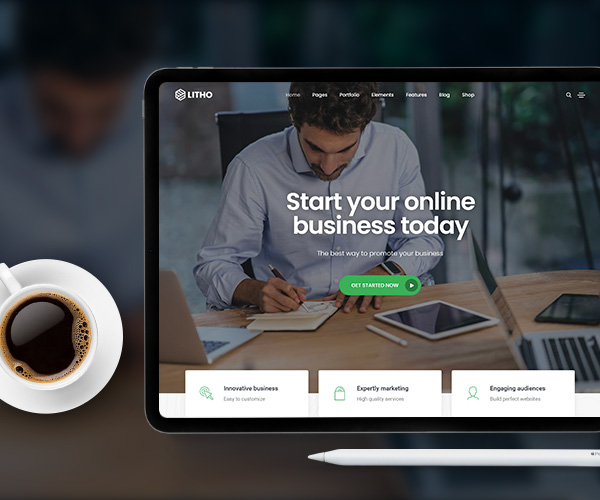 LITHO
Home Pages Portfolio Elements Features Blog Shop
Start your online
business today
The best way to promote your business
GET STARTED NOW
Innovative business
Easy to customize
Expertly marketing
High quality services
Engaging audiences
Build perfect websites